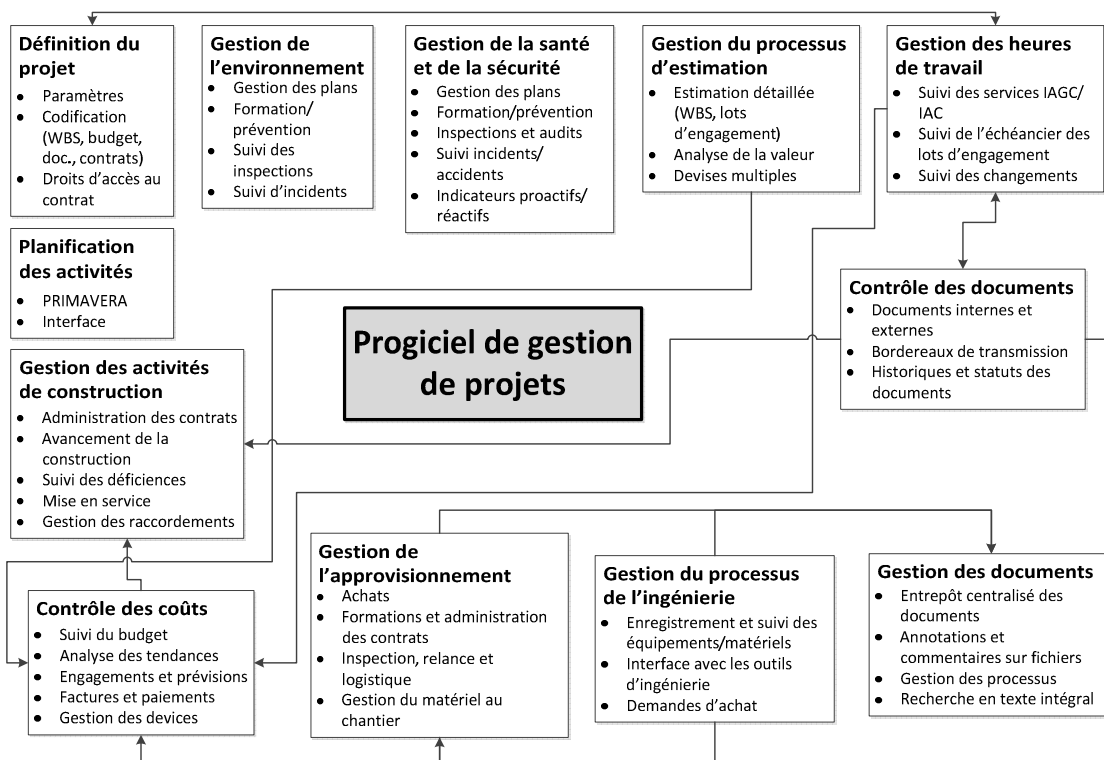 Définition du
projet
• Paramètres
• Codification
(WBS, budget,
doc., contrats)
• Droits d’accès au
contrat
Gestion de
l’environnement
• Gestion des plans
• Formation/
prévention
• Suivi des
inspections
• Suivi d’incidents
Gestion de la santé
et de la sécurité
• Gestion des plans
• Formation/prévention
• Inspections et audits
• Suivi incidents/
accidents
• Indicateurs proactifs/
réactifs
Gestion du processus
d’estimation
• Estimation détaillée
(WBS, lots
d’engagement)
• Analyse de la valeur
• Devises multiples
Gestion des heures
de travail
• Suivi des services IAGC/
IAC
• Suivi de l’échéancier des
lots d’engagement
• Suivi des changements
Planification
des activités
• PRIMAVERA
• Interface
Progiciel de gestion
de projets
Contrôle des documents
• Documents internes et
externes
• Bordereaux de transmission
• Historiques et statuts des
documents
Gestion des activités
de construction
• Administration des contrats
• Avancement de la
construction
• Suivi des déficiences
• Mise en service
• Gestion des raccordements
Contrôle des coûts
• Suivi du budget
• Analyse des tendances
• Engagements et prévisions
• Factures et paiements
• Gestion des devices
Gestion de
l’approvisionnement
• Achats
• Formations et administration
des contrats
• Inspection, relance et
logistique
• Gestion du matériel au
chantier
Gestion du processus
de l’ingénierie
• Enregistrement et suivi des
équipements/matériels
• Interface avec les outils
d’ingénierie
• Demandes d’achat
Gestion des documents
• Entrepôt centralisé des
documents
• Annotations et
commentaires sur fichiers
• Gestion des processus
• Recherche en texte intégral